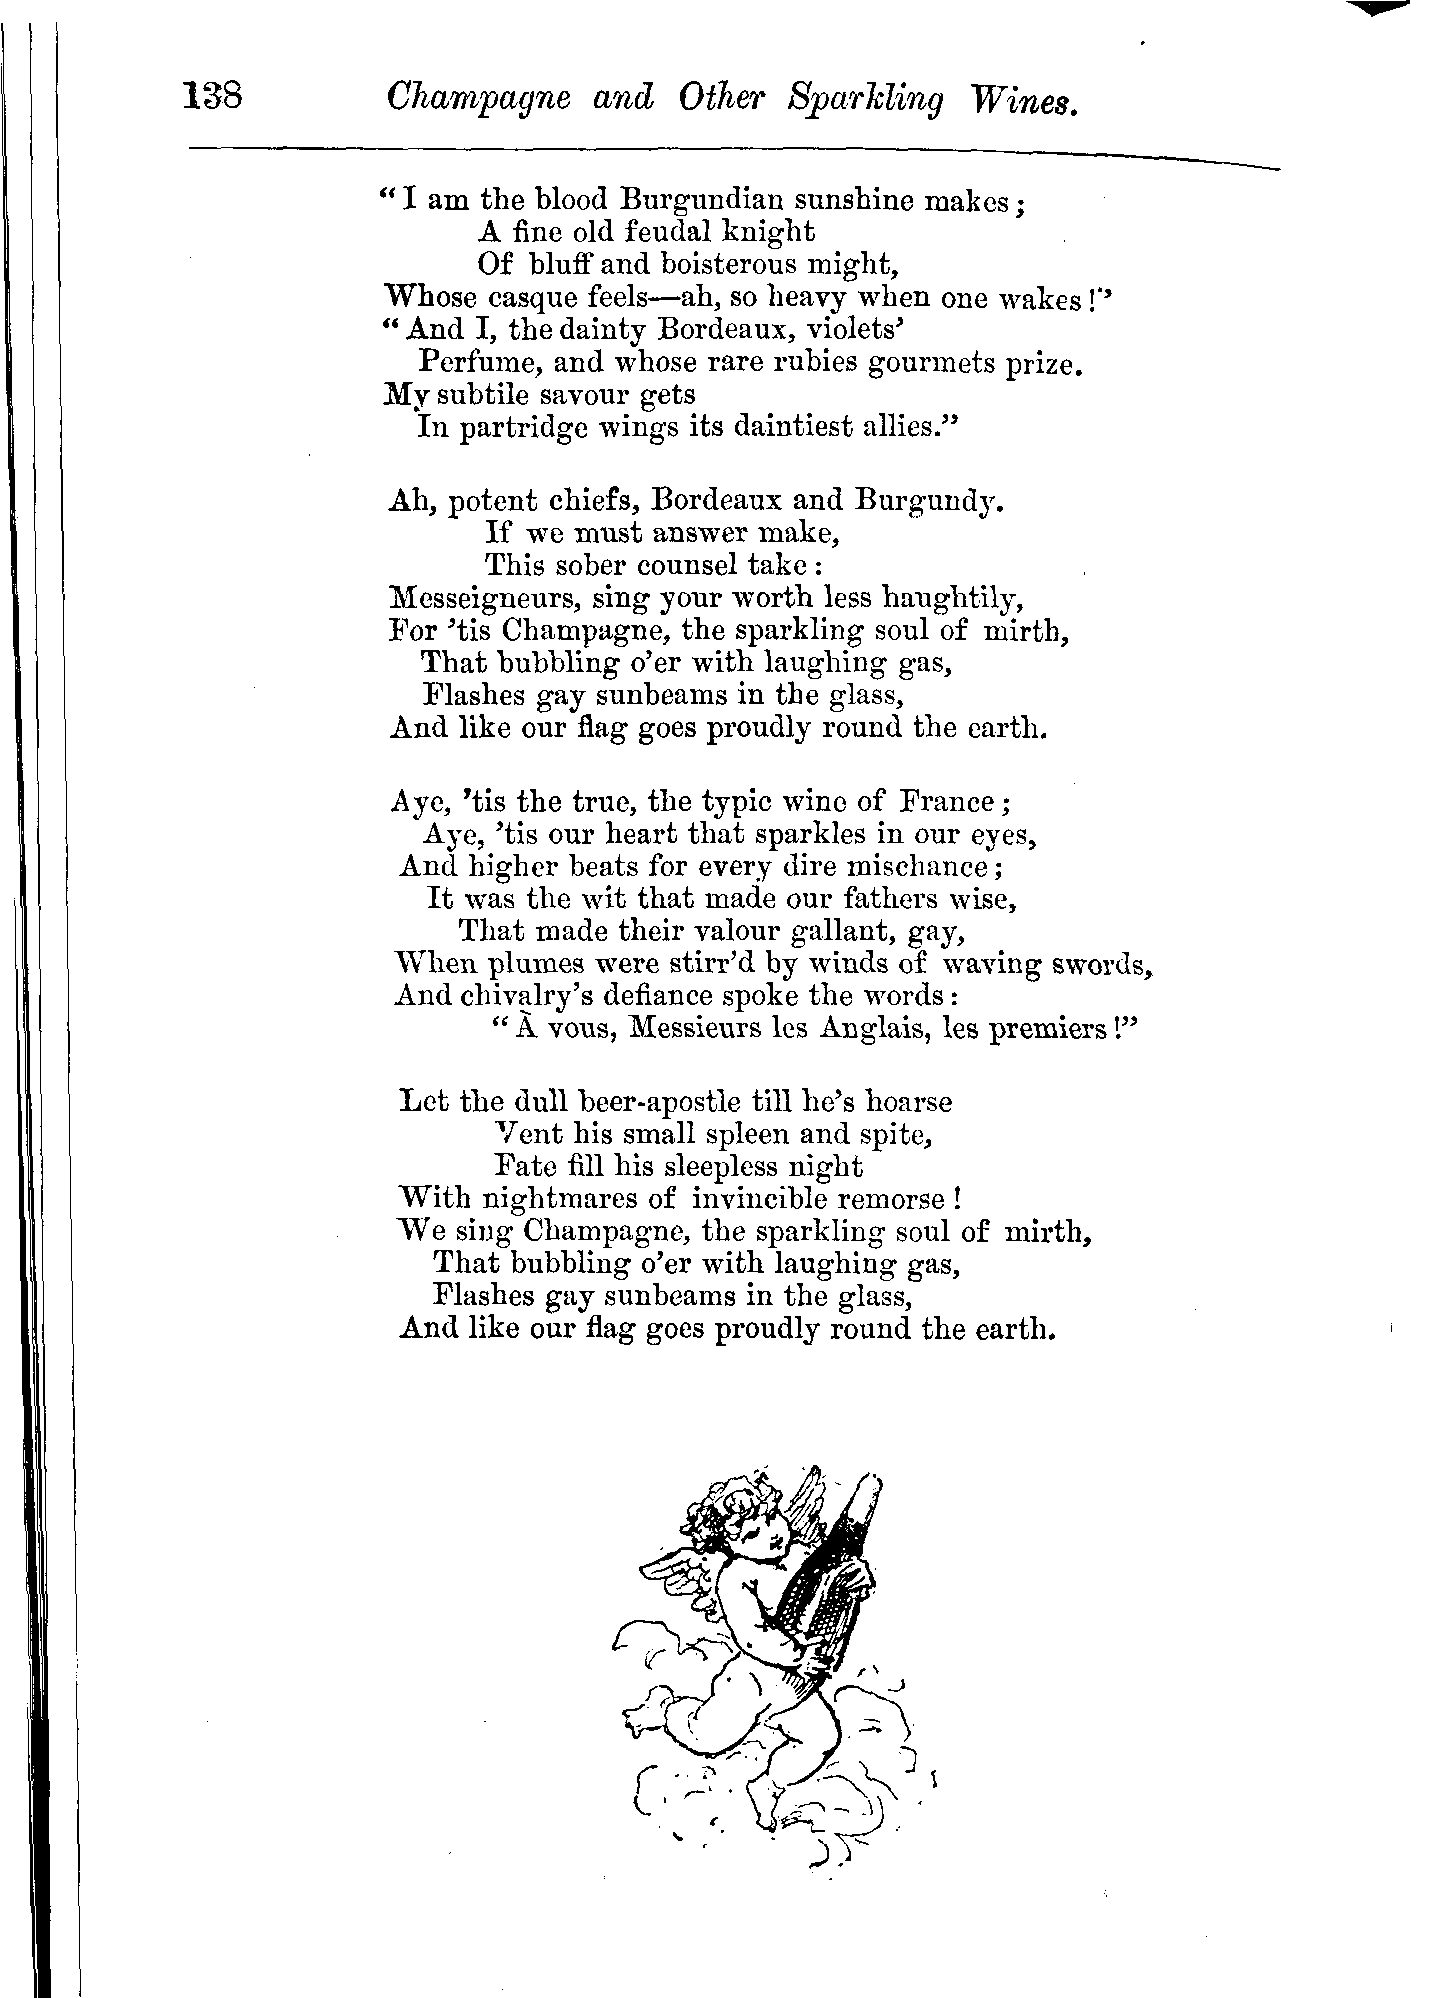 138 Champagne and Other Sparkling Wines.
“I am the blood Burgundian sunshine makes;
A fine old feudal knight
Of bluff and boisterous might,
Whose casque feels—ah, so heavy when one wakes!”
“And I, the dainty Bordeaux, violets’
Perfume, and whose rare rubies gourmets prize.
My subtile savour gets
In partridge wings its daintiest allies.”
Ah, potent chiefs, Bordeaux and Burgundy.
If we must answer make,
This sober counsel take:
Messeigneurs, sing your worth less haughtily,
For ’tis Champagne, the sparkling soul of mirth,
That bubbling o’er with laughing gas,
Flashes gay sunbeams in the glass,
And like our flag goes proudly round the earth.
Aye, ’tis the true, the typic wine of France;
Aye, ’tis our heart that sparkles in our eyes,
And higher beats for every dire mischance;
It was the wit that made our fathers wise,
That made their valour gallant, gay,
When plumes were stirr’d by winds of waving swords,
And chivalry’s defiance spoke the words:
“À vous, Messieurs les Anglais, les premiers!”
Let the dull beer-apostle till he’s hoarse
Vent his small spleen and spite,
Fate fill his sleepless night
With nightmares of invincible remorse!
We sing Champagne, the sparkling soul of mirth,
That bubbling o’er with laughing gas,
Flashes gay sunbeams in the glass,
And like our flag goes proudly round the earth.